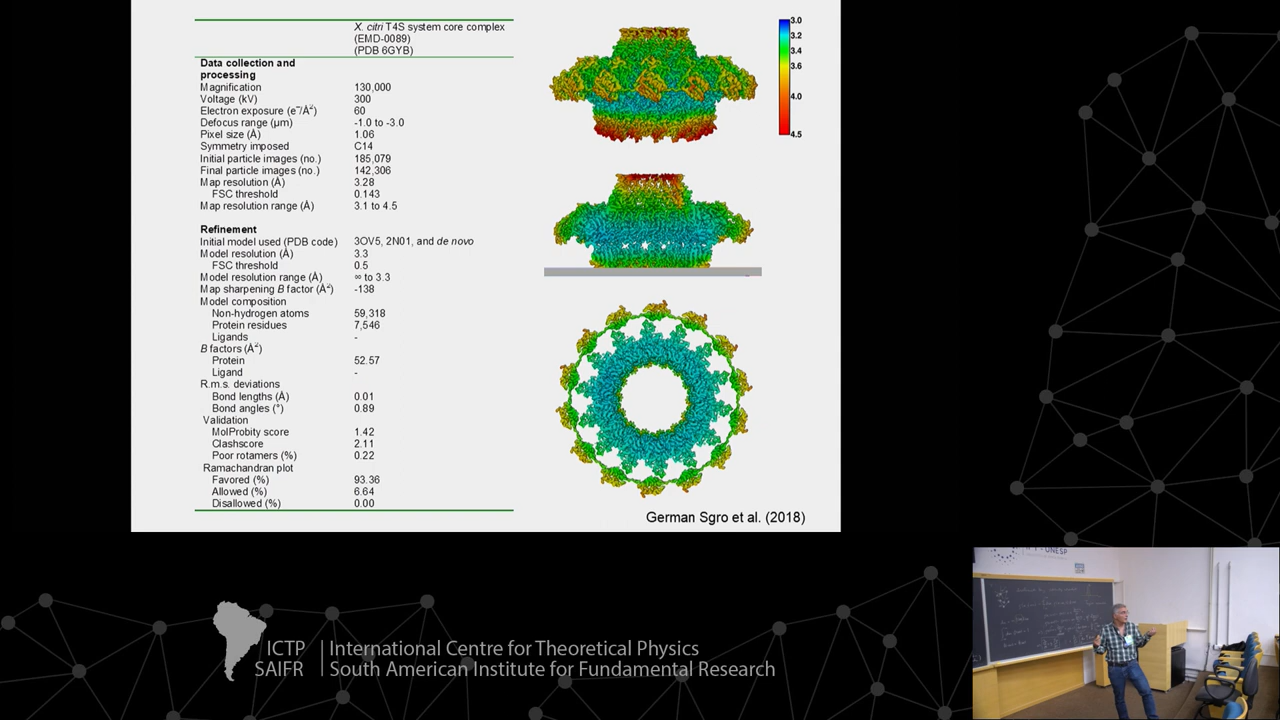 X. citri T4S system core complex
(EMD-0089)
(PDB 6GYB)
Data collection and
processing
Magnification 130,000
Voltage (kV) 300
Electron exposure (e⁻/Å²) 60
Defocus range (μm) -1.0 to -3.0
Pixel size (Å) 1.06
Symmetry imposed C14
Initial particle images (no.) 185,079
Final particle images (no.) 142,306
Map resolution (Å) 3.28
FSC threshold 0.143
Map resolution range (Å) 3.1 to 4.5
Refinement
Initial model used (PDB code) 3OV5, 2N01, and de novo
Model resolution (Å) 3.3
FSC threshold 0.5
Model resolution range (Å) ∞ to 3.3
Map sharpening B factor (Å²) -138
Model composition
Non-hydrogen atoms 59,318
Protein residues 7,546
Ligands -
B factors (Å²)
Protein 52.57
Ligand -
R.m.s. deviations
Bond lengths (Å) 0.01
Bond angles (°) 0.89
Validation
MolProbity score 1.42
Clashscore 2.11
Poor rotamers (%) 0.22
Ramachandran plot
Favored (%) 93.36
Allowed (%) 6.64
Disallowed (%) 0.00
3.0
3.2
3.4
3.6
4.0
4.5
German Sgro et al. (2018)
ICTP International Centre for Theoretical Physics
SAIFR South American Institute for Fundamental Research